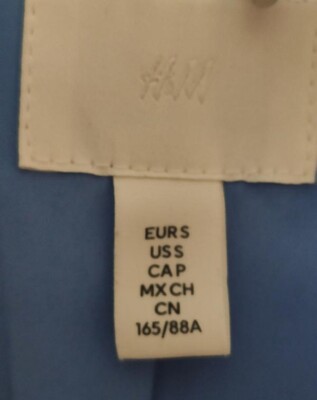 H&M
EUR S
US S
CA P
MX CH
CN
165/88A